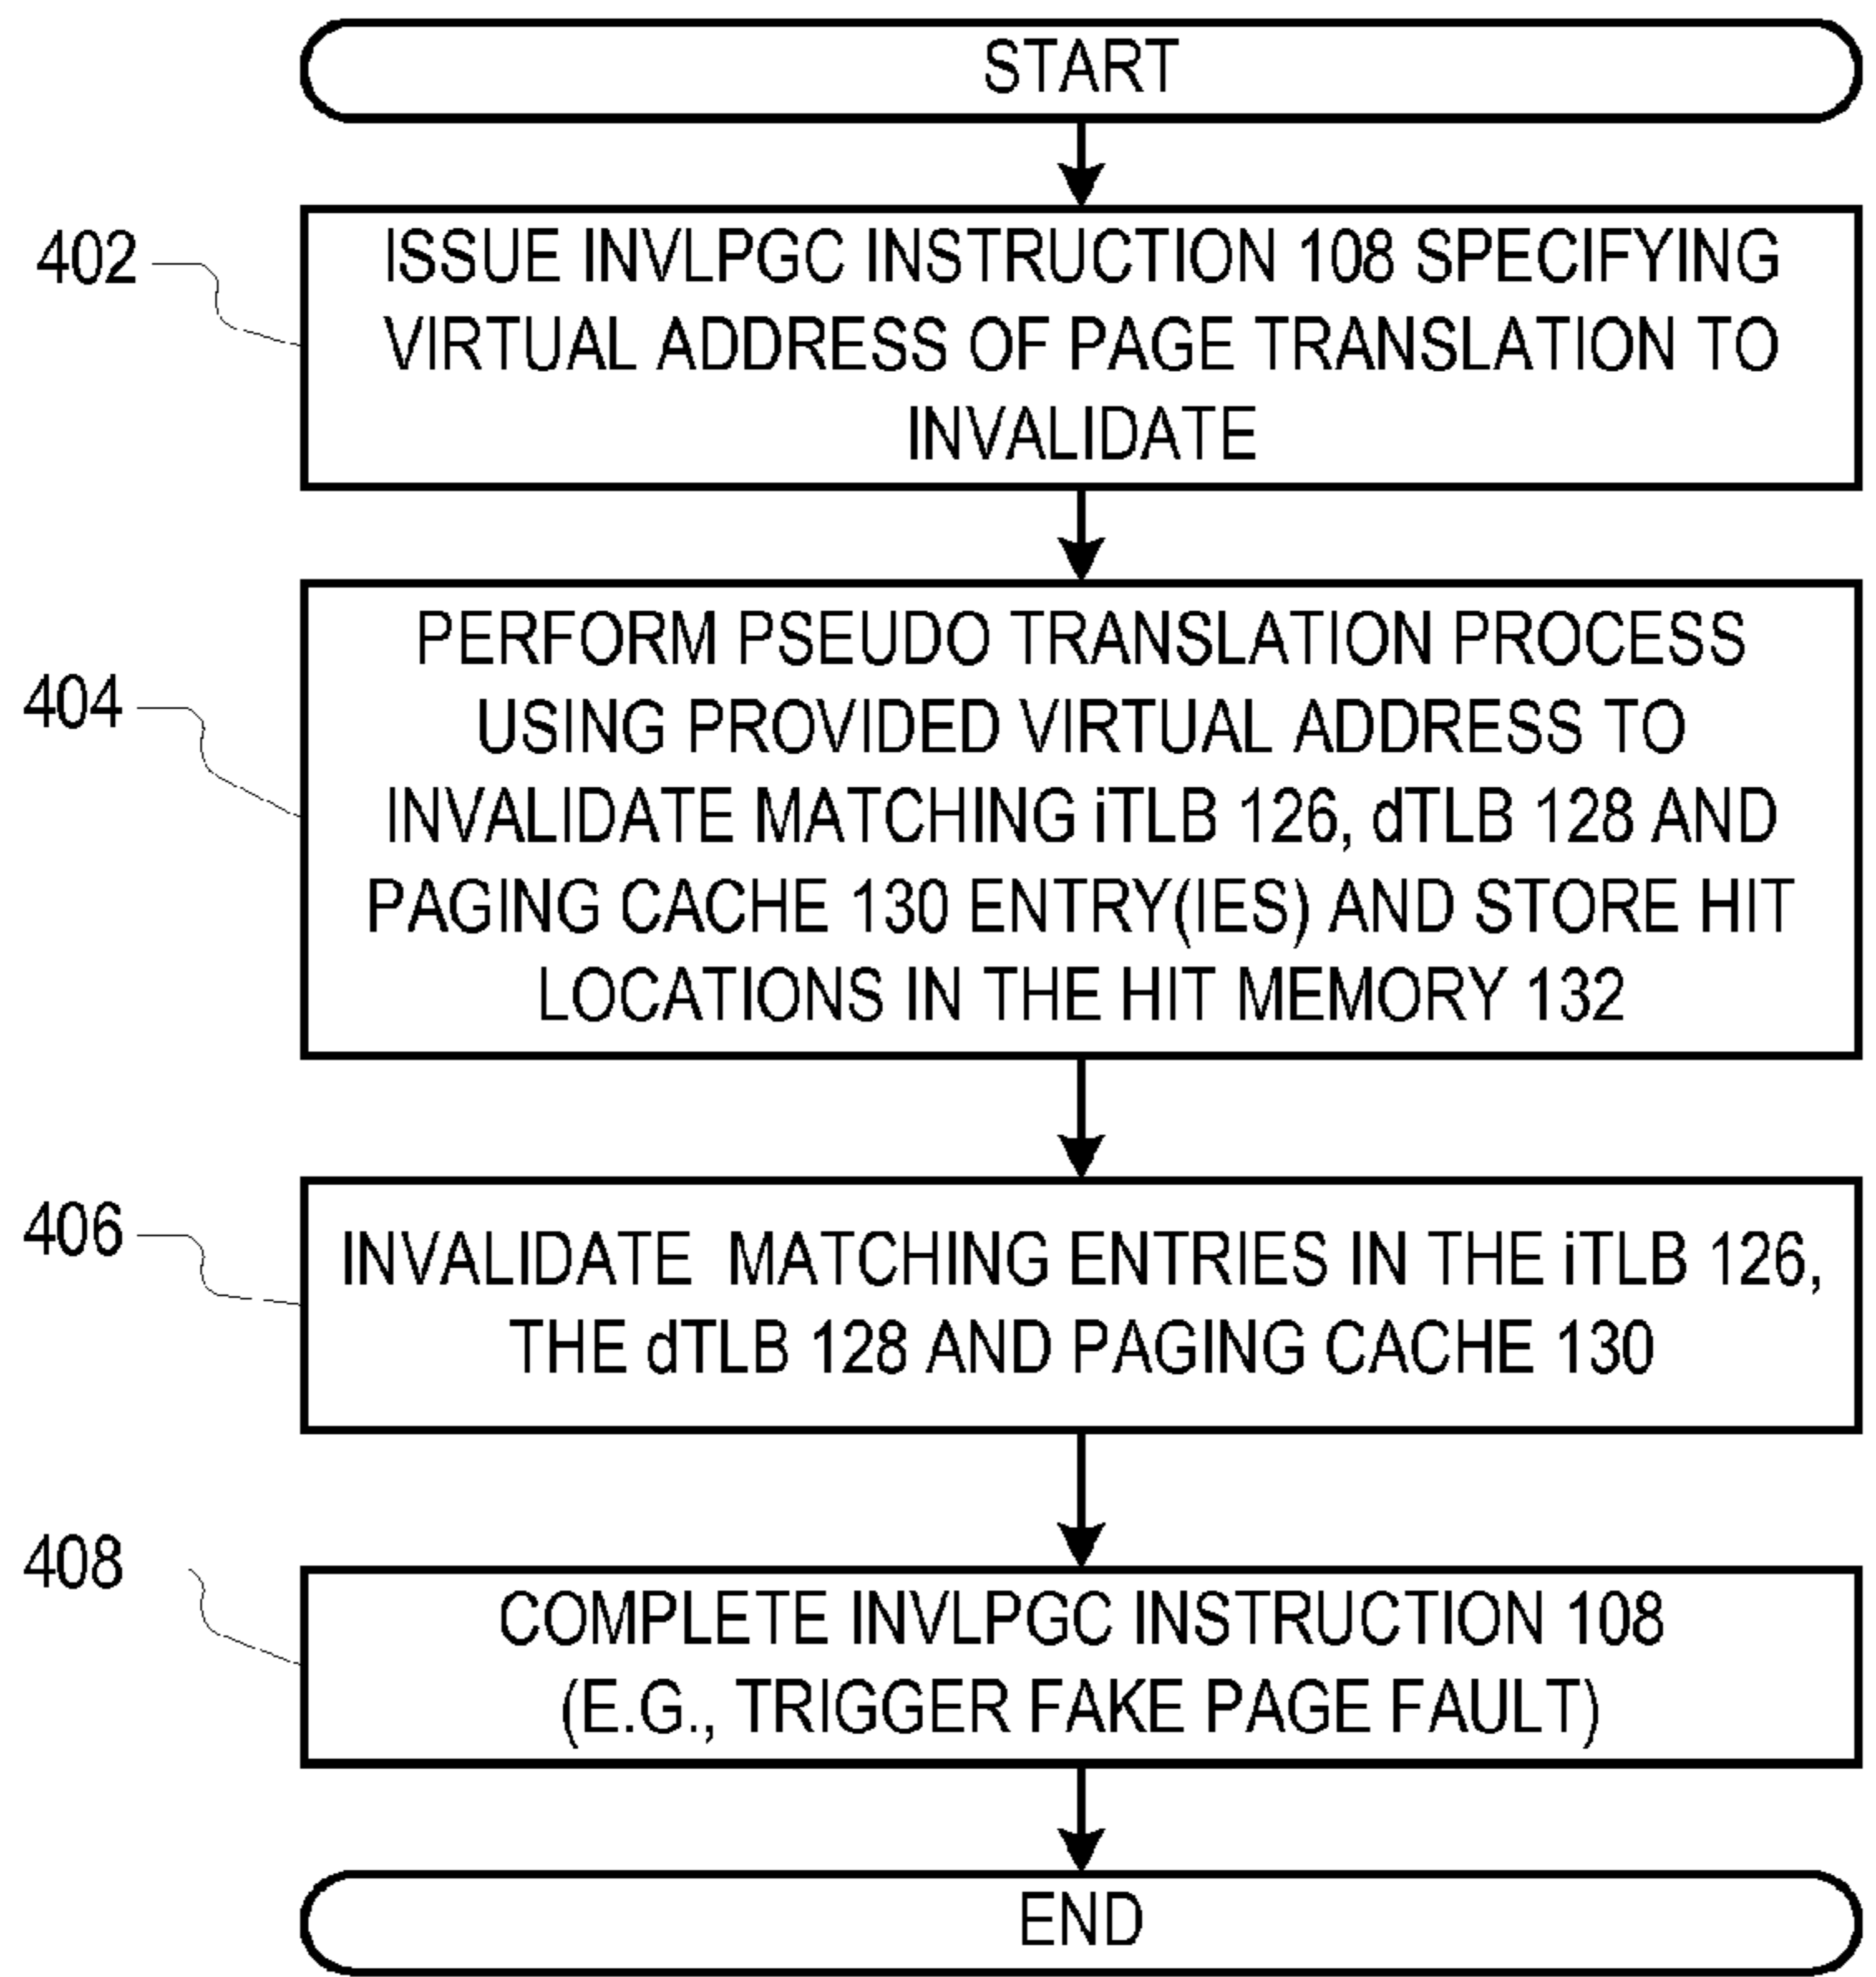 START
402
ISSUE INVLPGC INSTRUCTION 108 SPECIFYING
VIRTUAL ADDRESS OF PAGE TRANSLATION TO
INVALIDATE
404
PERFORM PSEUDO TRANSLATION PROCESS
USING PROVIDED VIRTUAL ADDRESS TO
INVALIDATE MATCHING iTLB 126, dTLB 128 AND
PAGING CACHE 130 ENTRY(IES) AND STORE HIT
LOCATIONS IN THE HIT MEMORY 132
406
INVALIDATE MATCHING ENTRIES IN THE iTLB 126,
THE dTLB 128 AND PAGING CACHE 130
408
COMPLETE INVLPGC INSTRUCTION 108
(E.G., TRIGGER FAKE PAGE FAULT)
END